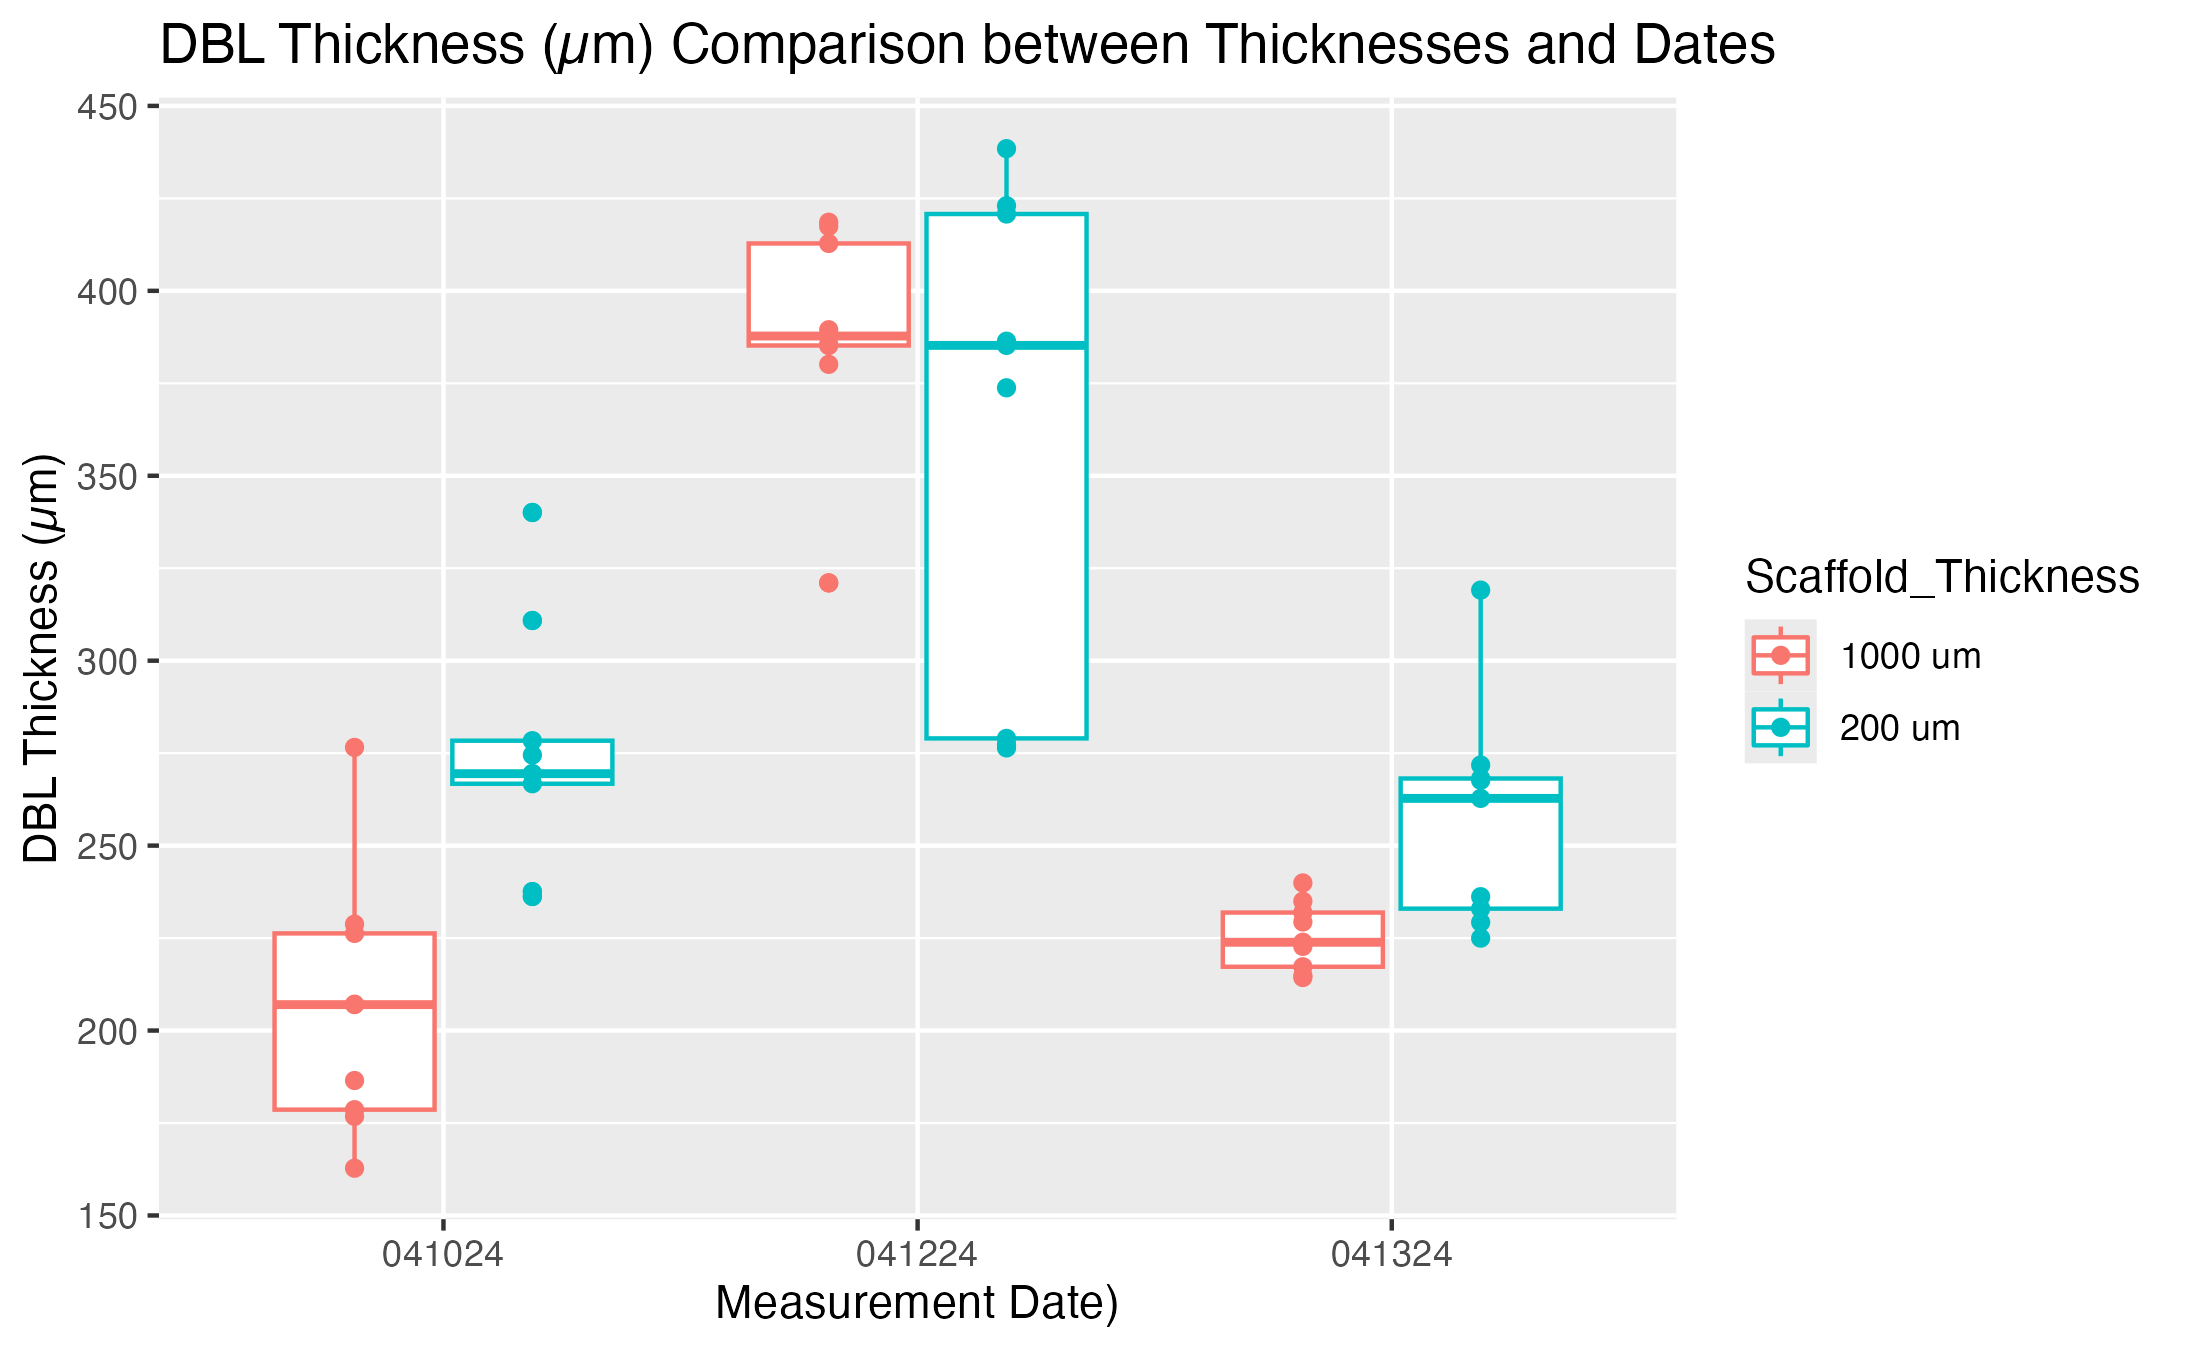 DBL Thickness (µm) Comparison between Thicknesses and Dates
DBL Thickness (µm)
450
400
350
300
250
200
150
041024
041224
041324
Measurement Date)
Scaffold_Thickness
1000 um
200 um